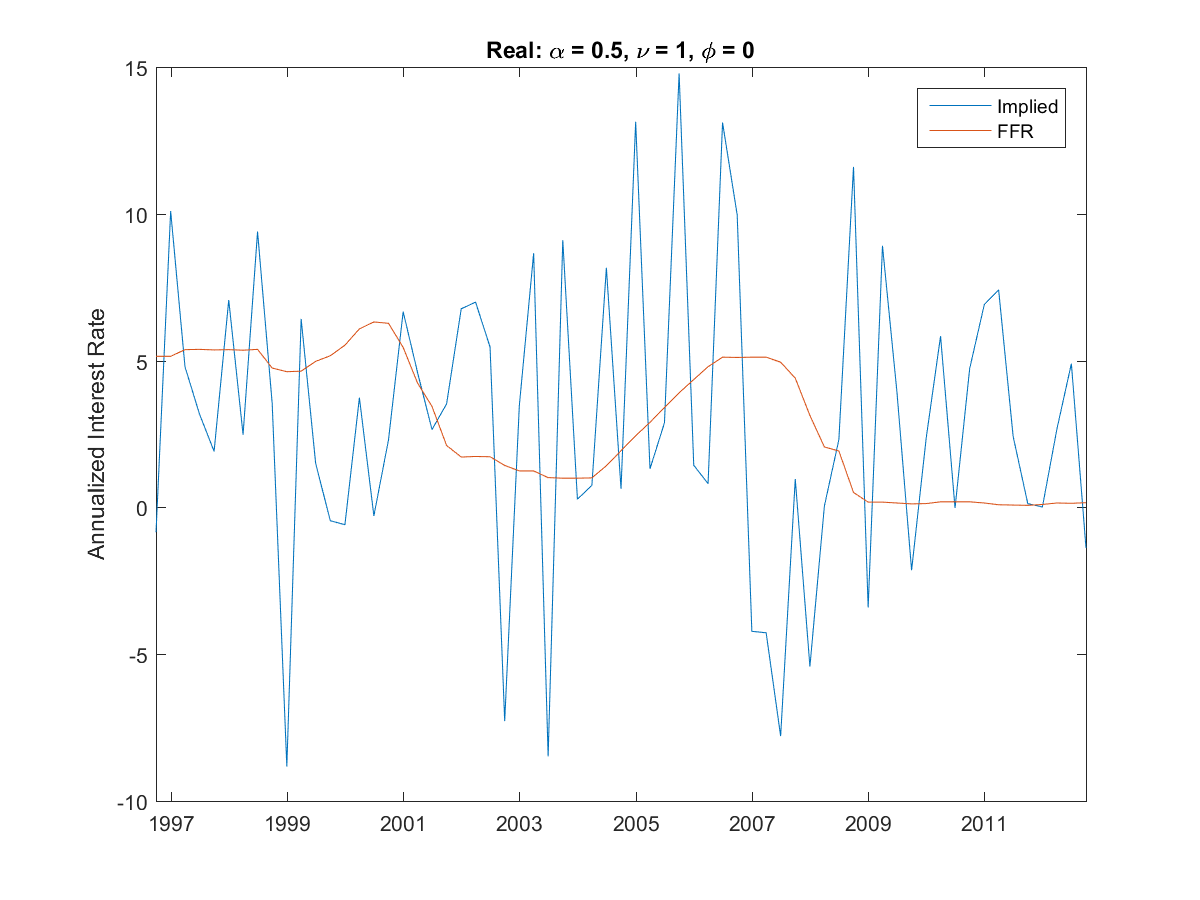 Real: α = 0.5, ν = 1, ϕ = 0
Implied
FFR
Annualized Interest Rate
15
10
5
0
-5
-10
1997 1999 2001 2003 2005 2007 2009 2011